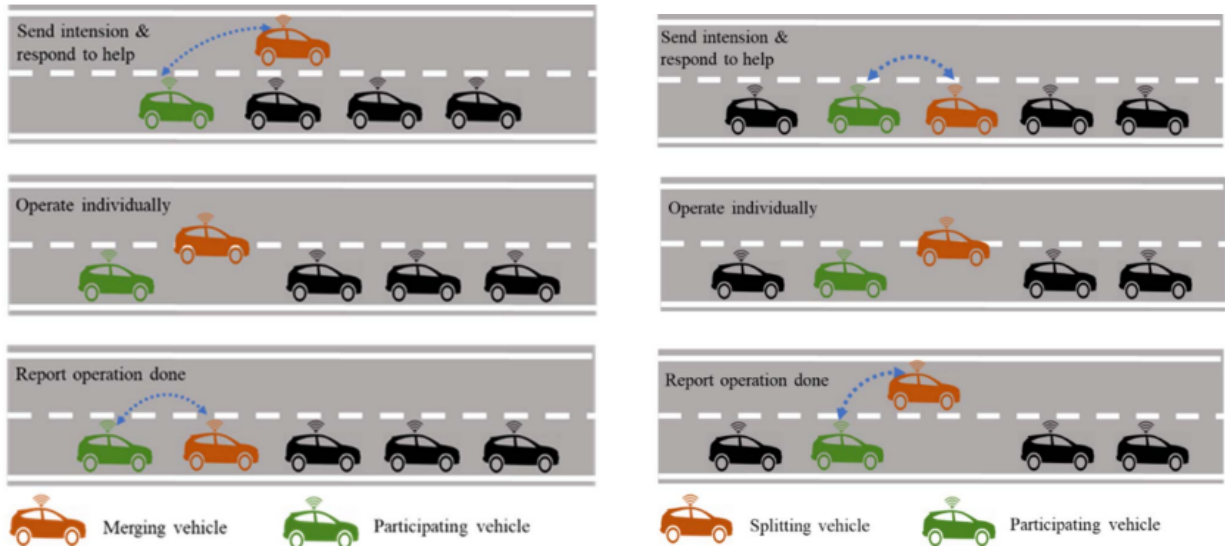 Send intension &
respond to help
Operate individually
Report operation done
Merging vehicle
Participating vehicle
Send intension &
respond to help
Operate individually
Report operation done
Splitting vehicle
Participating vehicle